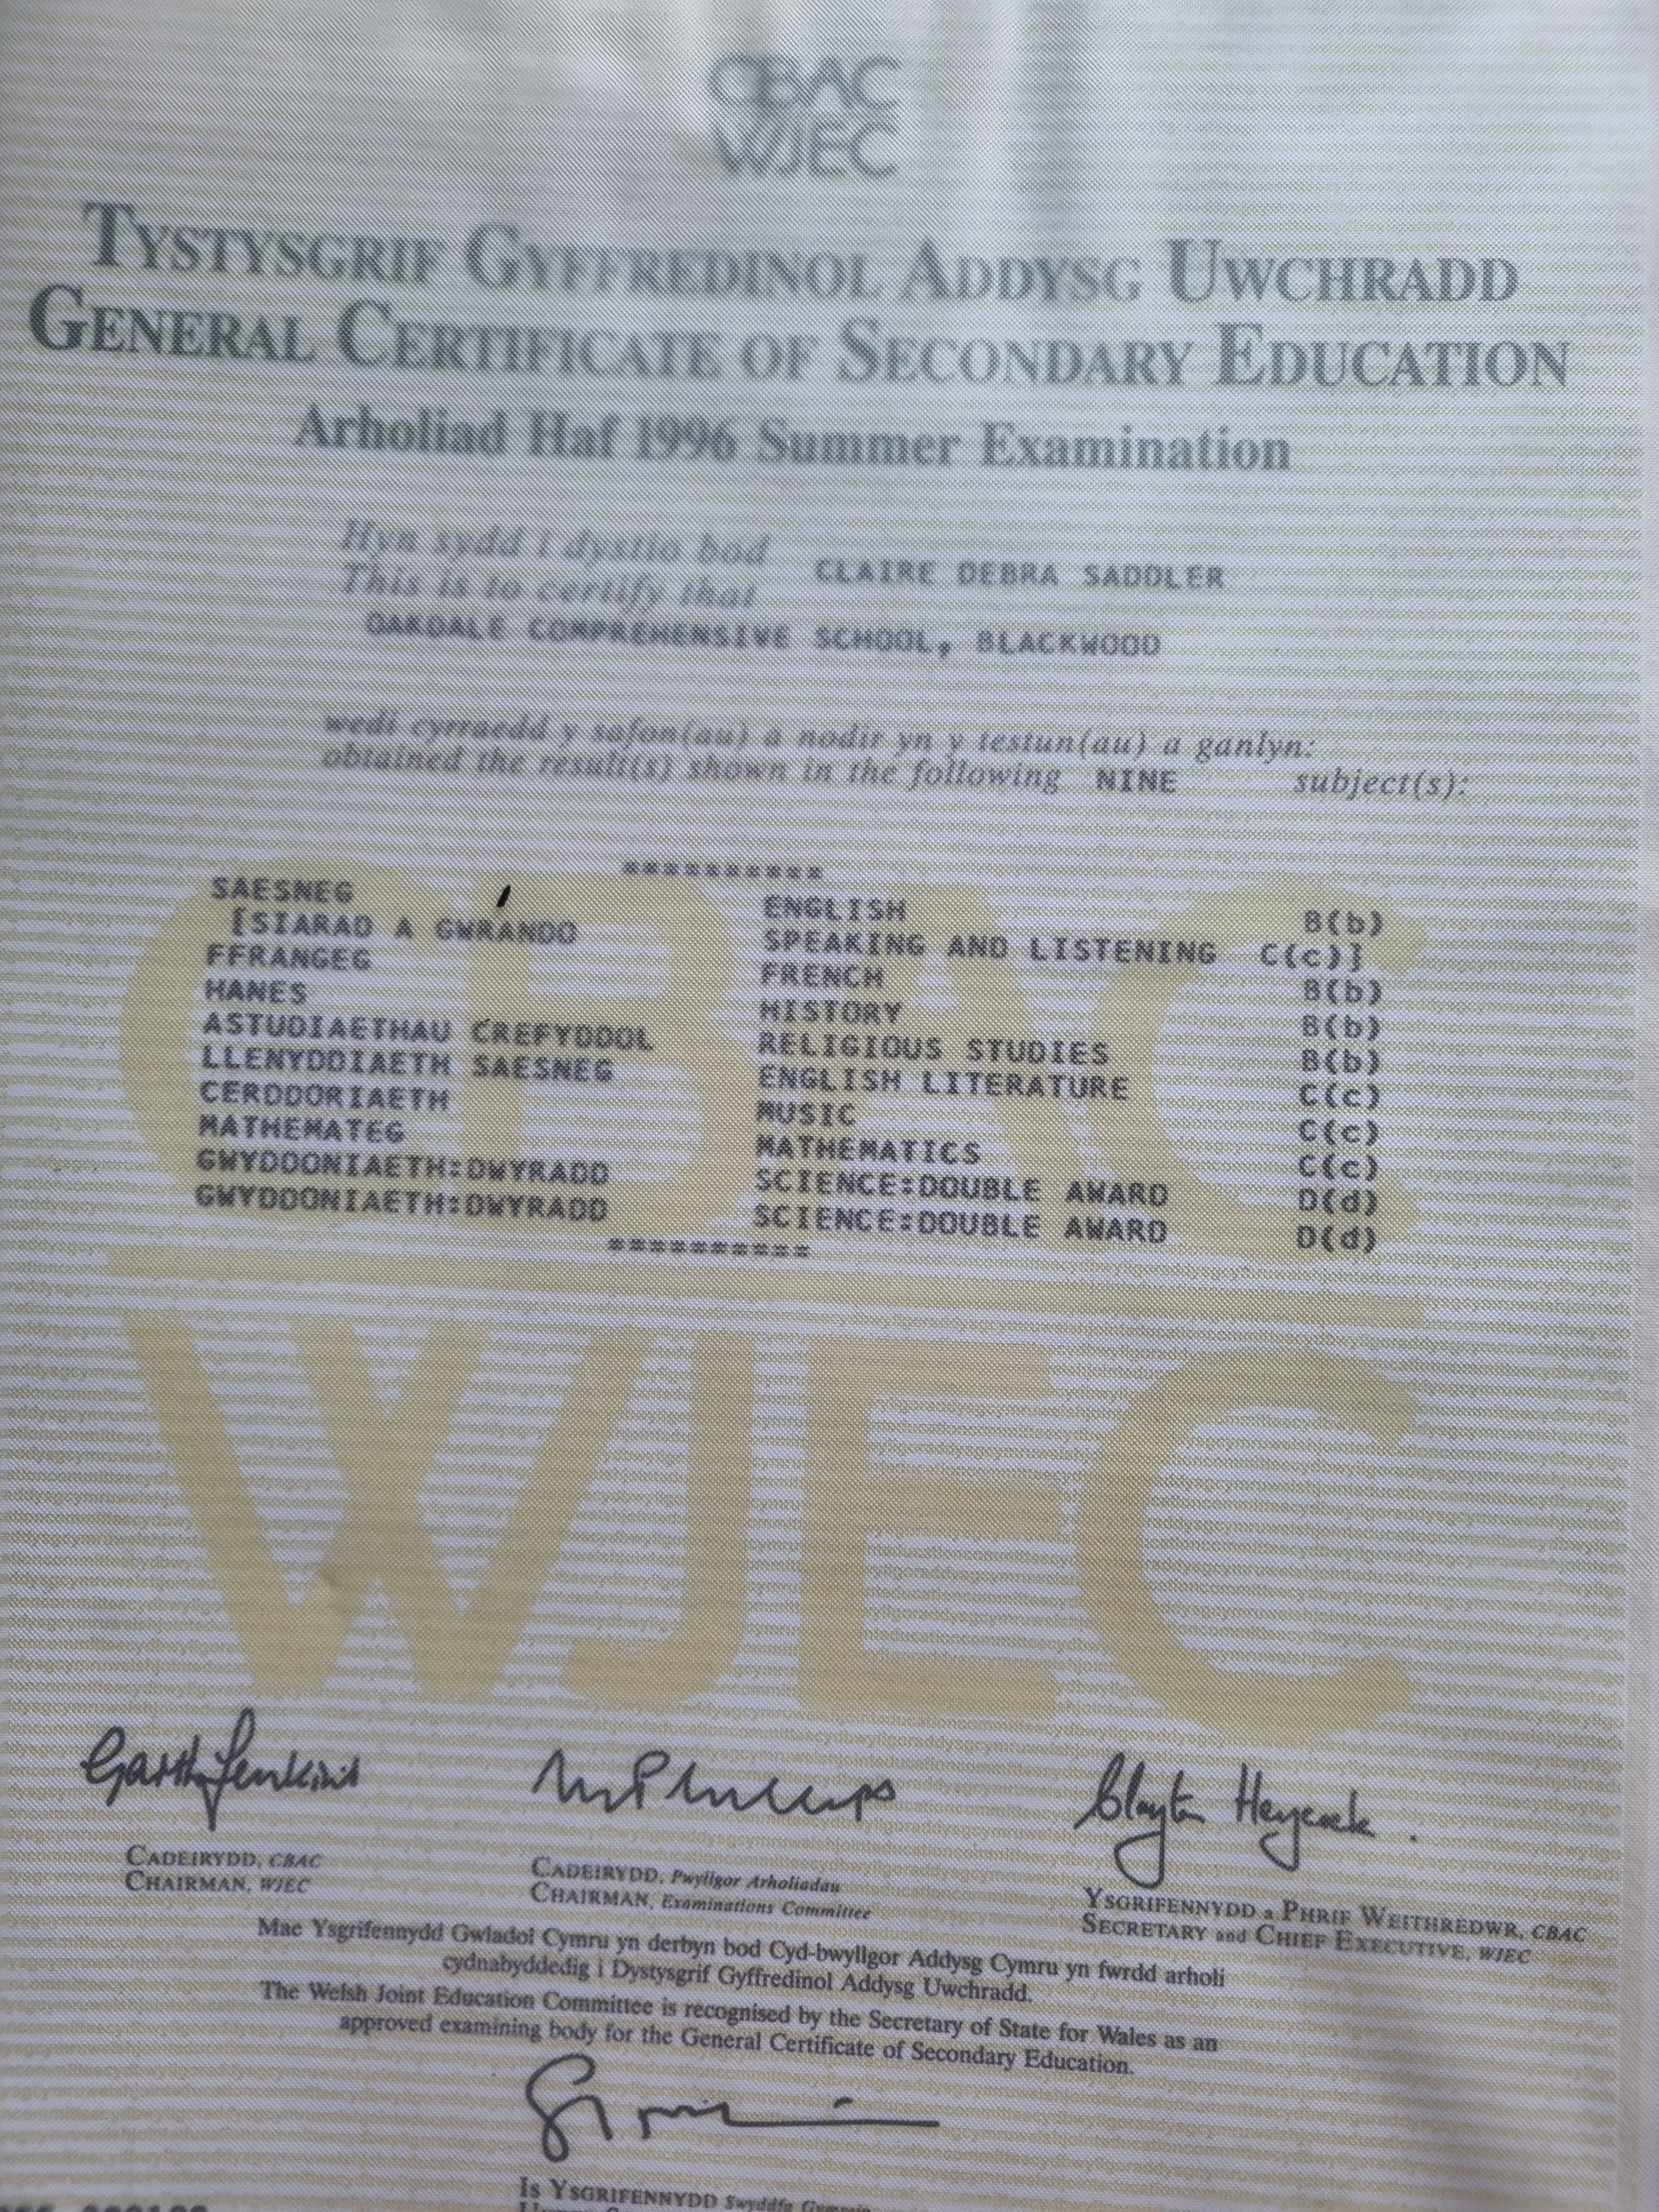 CBAC
WJEC
TYSTYSGRIF GYFFREDINOL ADDYSG UWCHRADD
GENERAL CERTIFICATE OF SECONDARY EDUCATION
Arholiad Haf 1996 Summer Examination
Hyn sydd i dystio bod
This is to certify that CLAIRE DEBRA SADDLER
OAKDALE COMPREHENSIVE SCHOOL, BLACKWOOD
wedi cyrraedd y safon(au) a nodir yn y testun(au) a ganlyn:
obtained the result(s) shown in the following NINE subject(s):
==========
SAESNEG ENGLISH B(b)
[SIARAD A GWRANDO SPEAKING AND LISTENING C(c)]
FFRANGEG FRENCH B(b)
HANES HISTORY B(b)
ASTUDIAETHAU CREFYDDOL RELIGIOUS STUDIES B(b)
LLENYDDIAETH SAESNEG ENGLISH LITERATURE C(c)
CERDDORIAETH MUSIC C(c)
MATHEMATEG MATHEMATICS C(c)
GWYDDONIAETH:DWYRADD SCIENCE:DOUBLE AWARD D(d)
GWYDDONIAETH:DWYRADD SCIENCE:DOUBLE AWARD D(d)
==========
CBAC
WJEC
Garth Jenkins
Phillips
Clayton Heycock.
CADEIRYDD, CBAC
CHAIRMAN, WJEC
CADEIRYDD, Pwyllgor Arholiadau
CHAIRMAN, Examinations Committee
YSGRIFENNYDD a PHRIF WEITHREDWR, CBAC
SECRETARY and CHIEF EXECUTIVE, WJEC
Mae Ysgrifennydd Gwladol Cymru yn derbyn bod Cyd-bwyllgor Addysg Cymru yn fwrdd arholi
cydnabyddedig i Dystysgrif Gyffredinol Addysg Uwchradd.
The Welsh Joint Education Committee is recognised by the Secretary of State for Wales as an
approved examining body for the General Certificate of Secondary Education.
IS YSGRIFENNYDD Swyddfa Gymreig